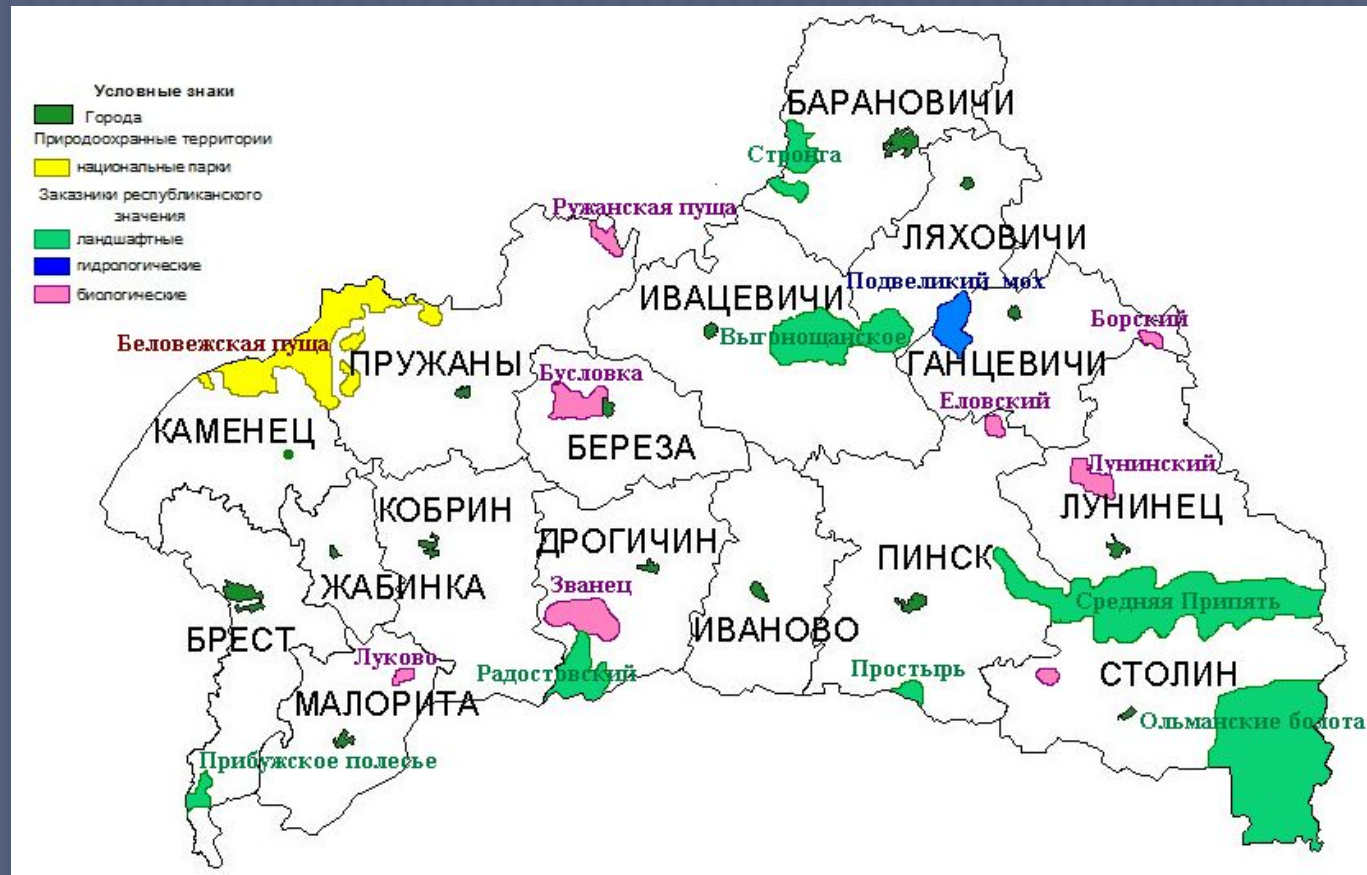 Условные знаки
Города
Природоохранные территории
национальные парки
Заказники республиканского
значения
ландшафтные
гидрологические
биологические
БАРАНОВИЧИ
Стронга
Ружанская пуща
ЛЯХОВИЧИ
ИВАЦЕВИЧИ
Подвеликий мох
Борский
Выгонощанское
Беловежская пуща
ПРУЖАНЫ
ГАНЦЕВИЧИ
Бусловка
Еловский
КАМЕНЕЦ
БЕРЕЗА
Лунинский
КОБРИН
ЛУНИНЕЦ
ДРОГИЧИН
ПИНСК
ЖАБИНКА
Званец
Средняя Припять
БРЕСТ
ИВАНОВО
Луково
Радостовский
Простырь
СТОЛИН
МАЛОРИТА
Ольманские болота
Прибужское полесье